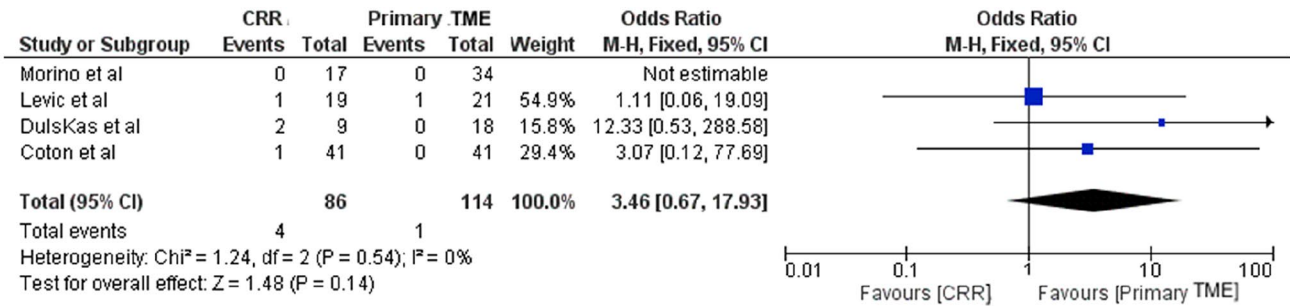 CRR Primary TME Odds Ratio Odds Ratio
Study or Subgroup Events Total Events Total Weight M-H, Fixed, 95% CI M-H, Fixed, 95% CI
Morino et al 0 17 0 34 Not estimable
Levic et al 1 19 1 21 54.9% 1.11 [0.06, 19.09]
DulsKas et al 2 9 0 18 15.8% 12.33 [0.53, 288.58]
Coton et al 1 41 0 41 29.4% 3.07 [0.12, 77.69]
Total (95% CI) 86 114 100.0% 3.46 [0.67, 17.93]
Total events 4 1
Heterogeneity: Chi² = 1.24, df = 2 (P = 0.54); I² = 0%
Test for overall effect: Z = 1.48 (P = 0.14)
0.01 0.1 1 10 100
Favours [CRR] Favours [Primary TME]